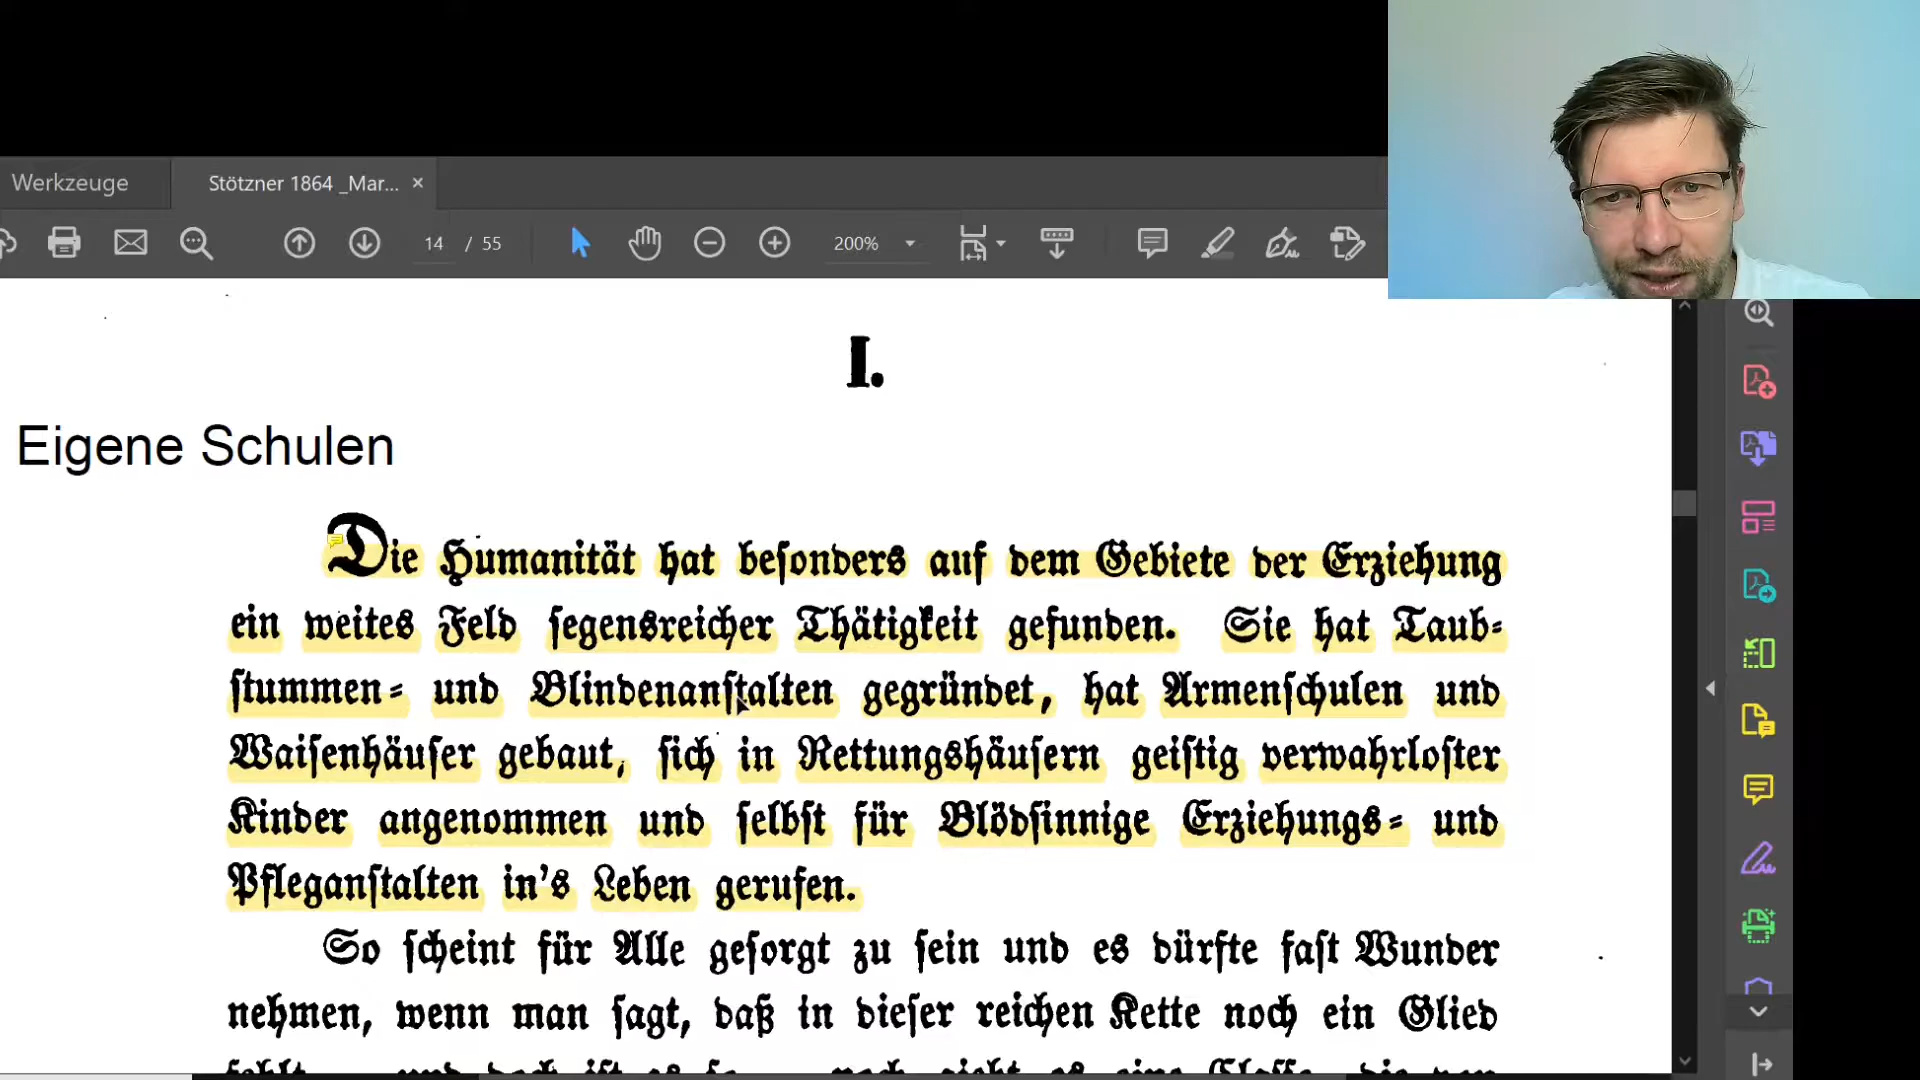 Werkzeuge
Stötzner 1864 _Mar... ×
14 / 55
200%
I.
Eigene Schulen
Die Humanität hat beſonders auf dem Gebiete der Erziehung
ein weites Feld ſegensreicher Thätigkeit gefunden. Sie hat Taub-
ſtummen- und Blindenanſtalten gegründet, hat Armenſchulen und
Waiſenhäuſer gebaut, ſich in Rettungshäuſern geiſtig verwahrloſter
Kinder angenommen und ſelbſt für Blödſinnige Erziehungs- und
Pfleganſtalten in's Leben gerufen.
So ſcheint für Alle geſorgt zu ſein und es dürfte faſt Wunder
nehmen, wenn man ſagt, daß in dieſer reichen Kette noch ein Glied